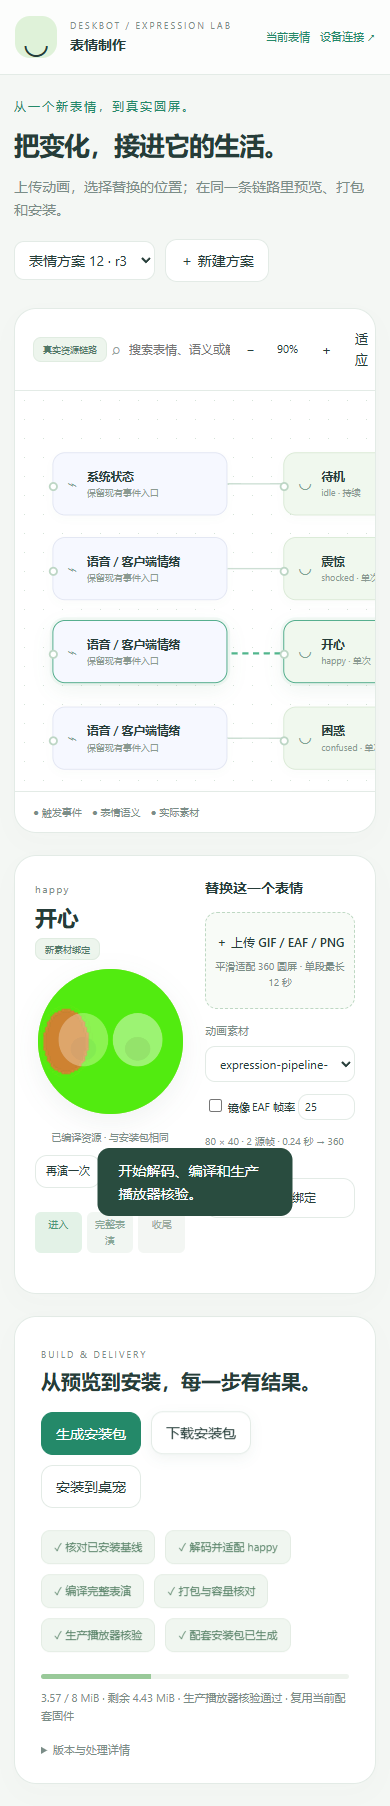 DESKBOT / EXPRESSION LAB
表情制作
当前表情 设备连接 ↗
从一个新表情，到真实圆屏。
把变化，接进它的生活。
上传动画，选择替换的位置；在同一条链路里预览、打包
和安装。
表情方案 12 · r3
＋ 新建方案
真实资源链路
搜索表情、语义或
− 90% +
适
应
系统状态
保留现有事件入口
待机
idle · 持续
语音 / 客户端情绪
保留现有事件入口
震惊
shocked · 单次
语音 / 客户端情绪
保留现有事件入口
开心
happy · 单次
语音 / 客户端情绪
保留现有事件入口
困惑
confused · 单
● 触发事件 ● 表情语义 ● 实际素材
happy
开心
新素材绑定
已编译资源 · 与安装包相同
再演一次
进入
完整表
演
收尾
替换这一个表情
＋ 上传 GIF / EAF / PNG
平滑适配 360 圆屏 · 单段最长
12 秒
动画素材
expression-pipeline-
镜像 EAF 帧率 25
80 × 40 · 2 源帧 · 0.24 秒 → 360
绑定
开始解码、编译和生产
播放器核验。
BUILD & DELIVERY
从预览到安装，每一步有结果。
生成安装包
下载安装包
安装到桌宠
✓ 核对已安装基线
✓ 解码并适配 happy
✓ 编译完整表演
✓ 打包与容量核对
✓ 生产播放器核验
✓ 配套安装包已生成
3.57 / 8 MiB · 剩余 4.43 MiB · 生产播放器核验通过 · 复用当前配
套固件
▶ 版本与处理详情